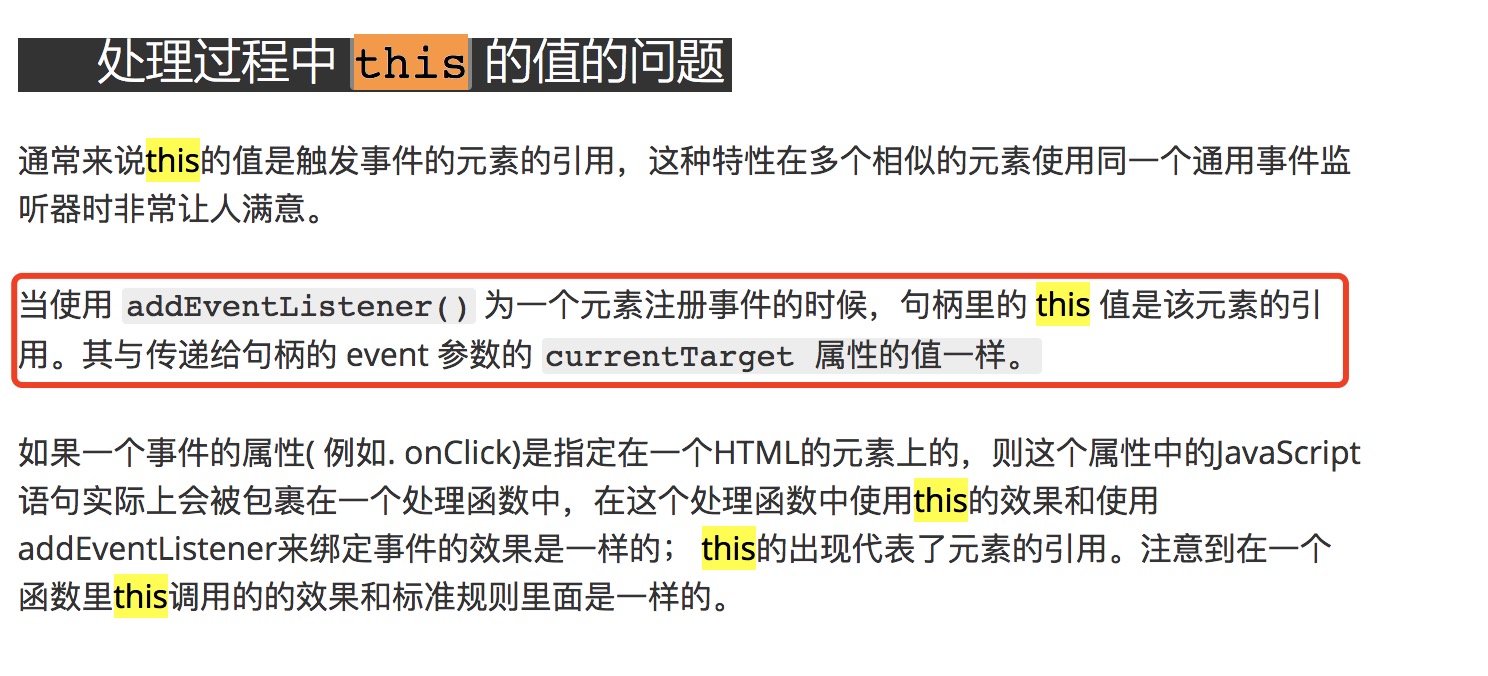 处理过程中 this 的值的问题
通常来说this的值是触发事件的元素的引用，这种特性在多个相似的元素使用同一个通用事件监
听器时非常让人满意。
当使用 addEventListener() 为一个元素注册事件的时候，句柄里的 this 值是该元素的引
用。其与传递给句柄的 event 参数的 currentTarget 属性的值一样。
如果一个事件的属性( 例如. onClick)是指定在一个HTML的元素上的，则这个属性中的JavaScript
语句实际上会被包裹在一个处理函数中，在这个处理函数中使用this的效果和使用
addEventListener来绑定事件的效果是一样的； this的出现代表了元素的引用。注意到在一个
函数里this调用的的效果和标准规则里面是一样的。